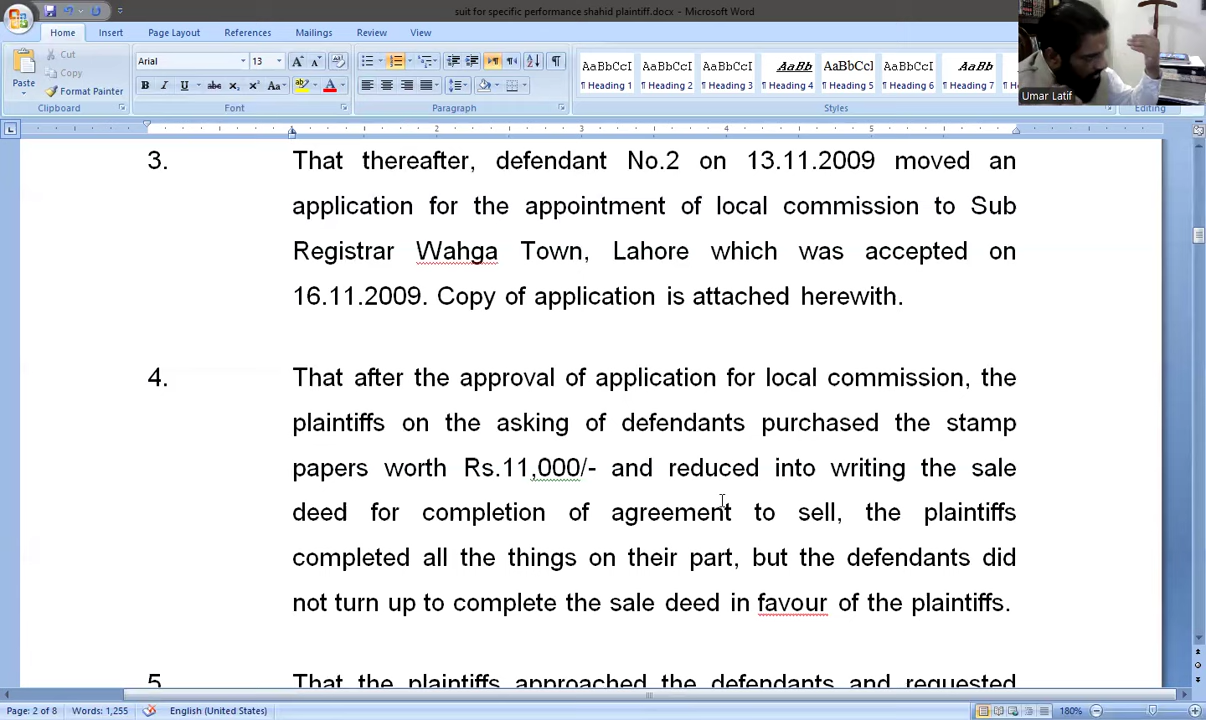 suit for specific performance shahid plaintiff.docx - Microsoft Word
Home Insert Page Layout References Mailings Review View
Paste
Cut
Copy
Format Painter
Clipboard
Arial 13
Font
Paragraph
AaBbCcI AaBbCcI AaBbCcI AaBb AaBbCc AaBbCcI AaBb
¶ Heading 1 ¶ Heading 2 ¶ Heading 3 ¶ Heading 4 ¶ Heading 5 ¶ Heading 6 ¶ Heading 7
Styles
Editing
Umar Latif
2 3 4 5
3. That thereafter, defendant No.2 on 13.11.2009 moved an
application for the appointment of local commission to Sub
Registrar Wahga Town, Lahore which was accepted on
16.11.2009. Copy of application is attached herewith.
4. That after the approval of application for local commission, the
plaintiffs on the asking of defendants purchased the stamp
papers worth Rs.11,000/- and reduced into writing the sale
deed for completion of agreement to sell, the plaintiffs
completed all the things on their part, but the defendants did
not turn up to complete the sale deed in favour of the plaintiffs.
5. That the plaintiffs approached the defendants and requested
Page: 2 of 8 Words: 1,255 English (United States) 180%